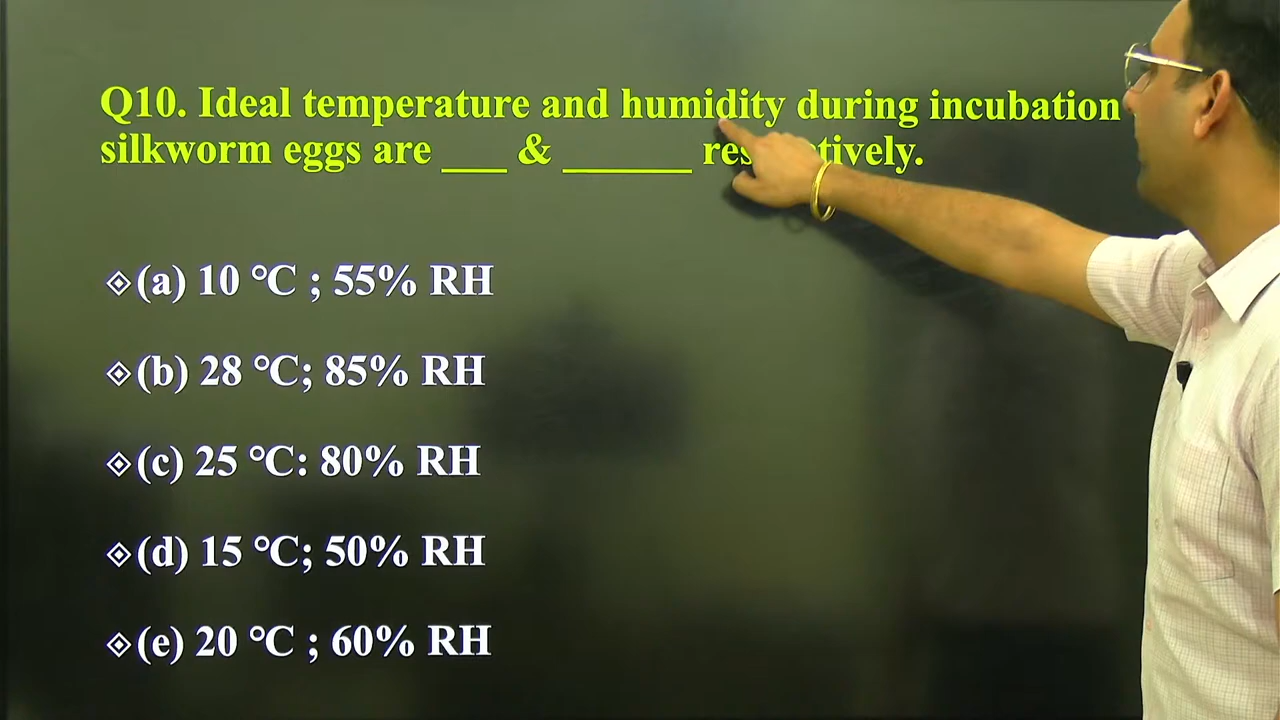 Q10. Ideal temperature and humidity during incubation
silkworm eggs are ___ & ______ respectively.
(a) 10 °C ; 55% RH
(b) 28 °C; 85% RH
(c) 25 °C: 80% RH
(d) 15 °C; 50% RH
(e) 20 °C ; 60% RH